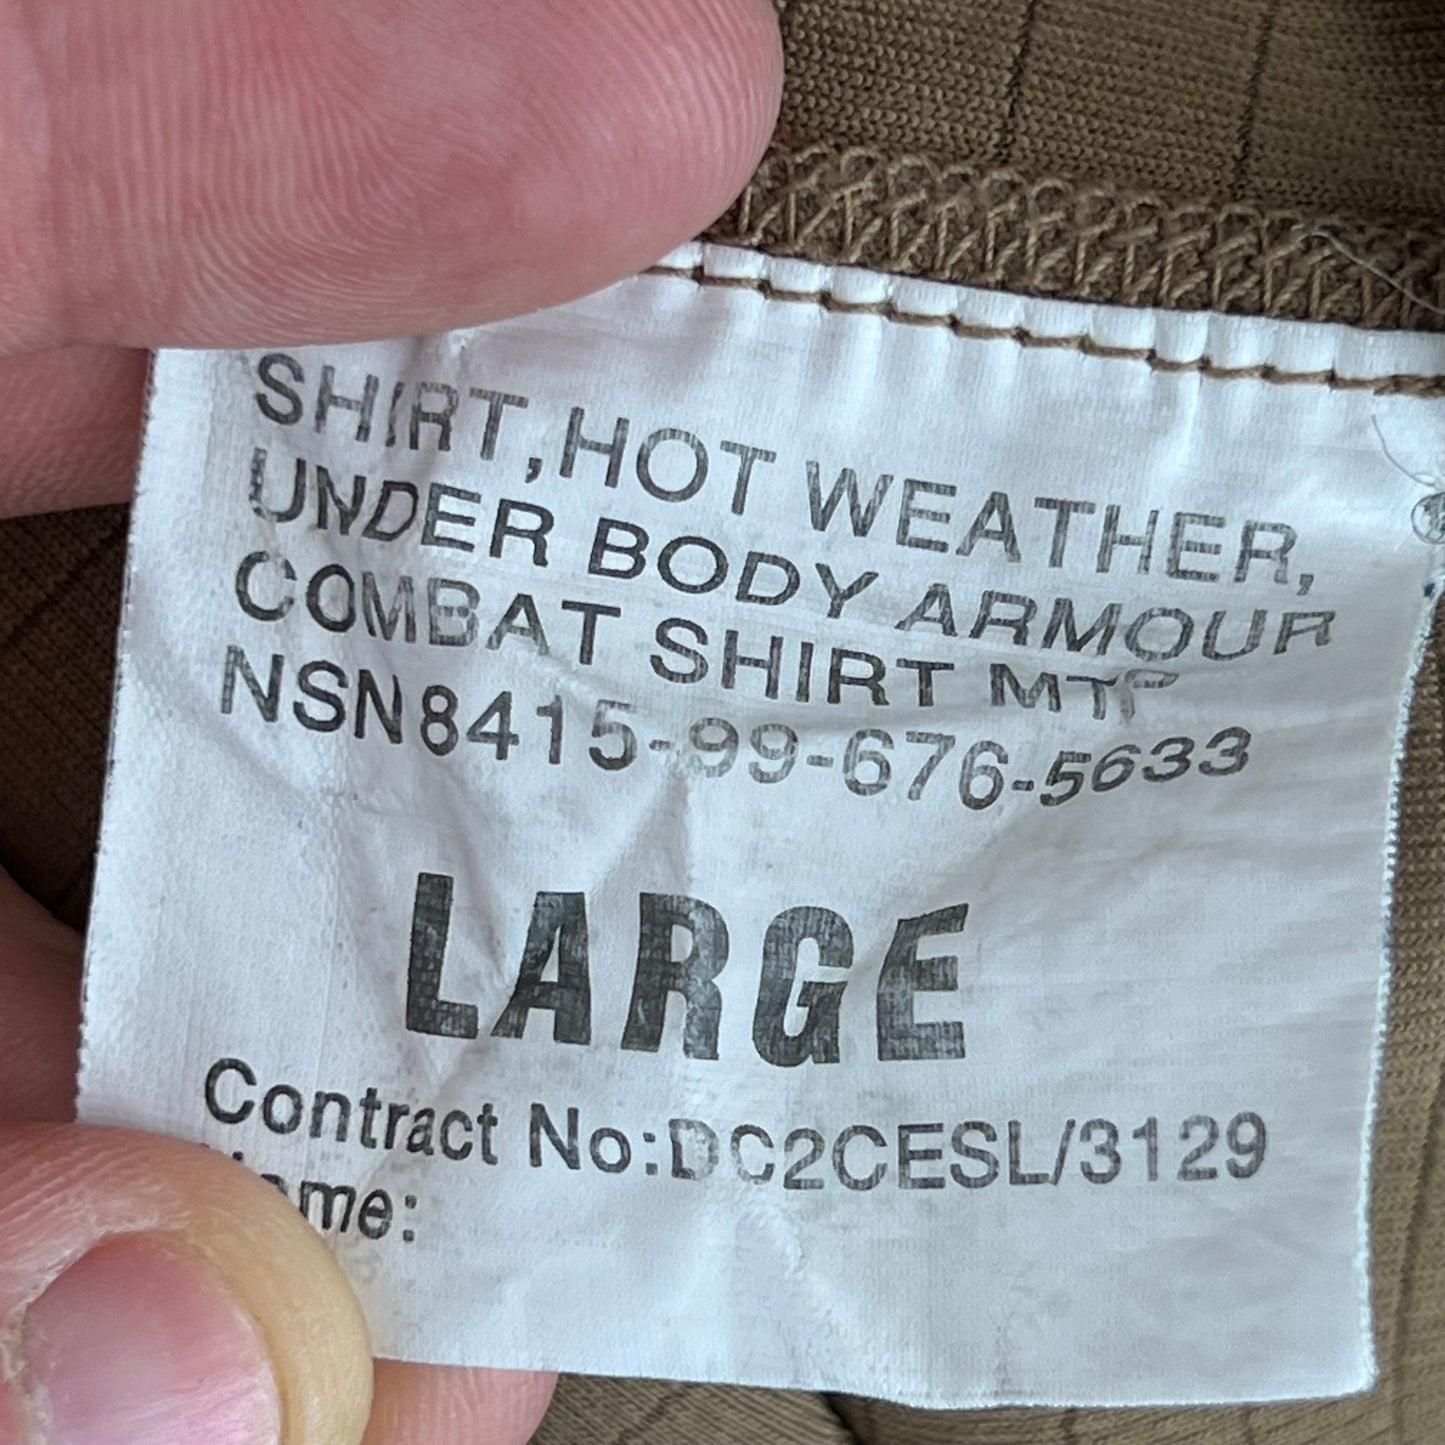 SHIRT,HOT WEATHER,
UNDER BODY ARMOUR
COMBAT SHIRT MTP
NSN8415-99-676-5633
LARGE
Contract No:DC2CESL/3129